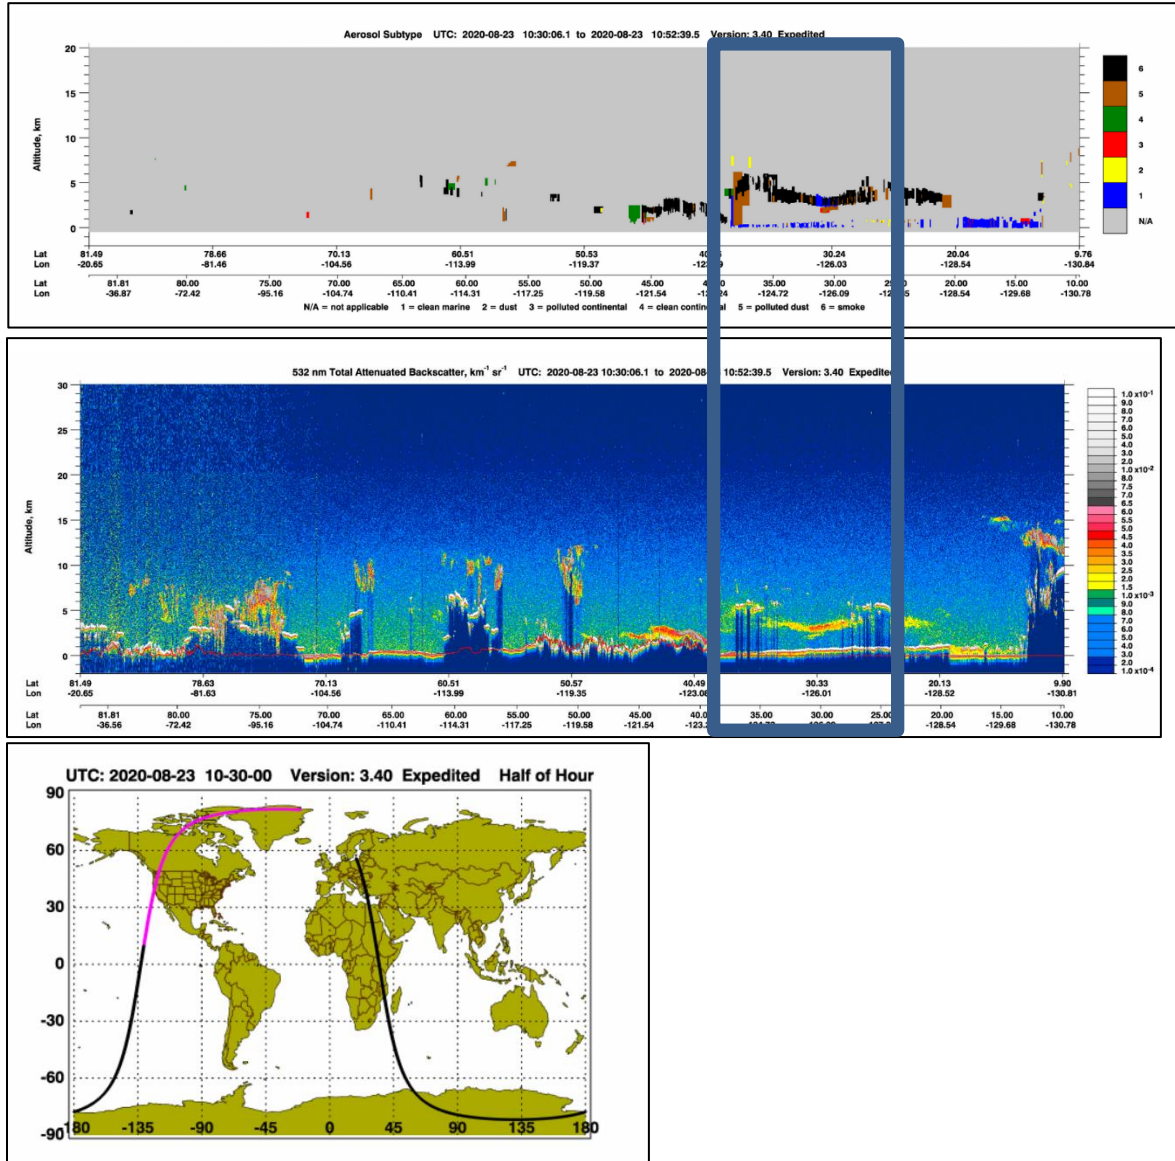 Aerosol Subtype UTC: 2020-08-23 10:30:06.1 to 2020-08-23 10:52:39.5 Version: 3.40 Expedited
20
15
10
5
0
Altitude, km
6
5
4
3
2
1
N/A
Lat 81.49 78.66 70.13 60.51 50.53 30.24 20.04 9.76
Lon -20.65 -81.46 -104.56 -113.99 -119.37 -126.03 -128.54 -130.84
81.81 80.00 75.00 70.00 65.00 60.00 55.00 50.00 45.00 40.00 35.00 30.00 20.00 15.00 10.00
-36.87 -72.42 -95.16 -104.74 -110.41 -114.31 -117.25 -119.58 -121.54 -124.72 -126.09 -128.54 -129.68 -130.78
N/A = not applicable 1 = clean marine 2 = dust 3 = polluted continental 4 = clean continental 5 = polluted dust 6 = smoke
532 nm Total Attenuated Backscatter, km⁻¹ sr⁻¹ UTC: 2020-08-23 10:30:06.1 to 2020-08- 10:52:39.5 Version: 3.40 Expedited
30
25
20
15
10
5
0
Altitude, km
1.0 x10⁻¹
9.0
8.0
7.0
6.0
5.0
4.0
3.0
2.0
1.0 x10⁻²
8.0
7.5
7.0
6.5
6.0
5.5
5.0
4.5
4.0
3.5
3.0
2.5
2.0
1.5
1.0 x10⁻³
9.0
8.0
7.0
6.0
5.0
4.0
3.0
2.0
1.0 x10⁻⁴
Lat 81.49 78.63 70.13 60.51 50.57 40.49 30.33 20.13 9.90
Lon -20.65 -81.63 -104.56 -113.99 -119.35 -123.08 -126.01 -128.52 -130.81
81.81 80.00 75.00 70.00 65.00 60.00 55.00 50.00 45.00 40.00 35.00 30.00 25.00 20.00 15.00 10.00
-36.56 -72.42 -95.16 -104.74 -110.41 -114.31 -117.25 -119.58 -121.54 -128.54 -129.68 -130.78
UTC: 2020-08-23 10-30-00 Version: 3.40 Expedited Half of Hour
90
60
30
0
-30
-60
-90
180 -135 -90 -45 0 45 90 135 180